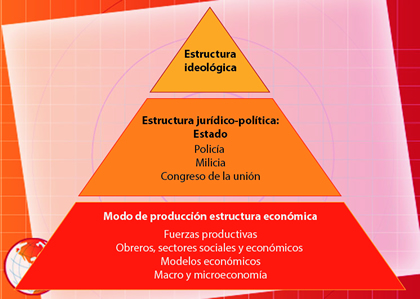 Estructura
ideológica
Estructura jurídico-política:
Estado
Policía
Milicia
Congreso de la unión
Modo de producción estructura económica
Fuerzas productivas
Obreros, sectores sociales y económicos
Modelos económicos
Macro y microeconomía